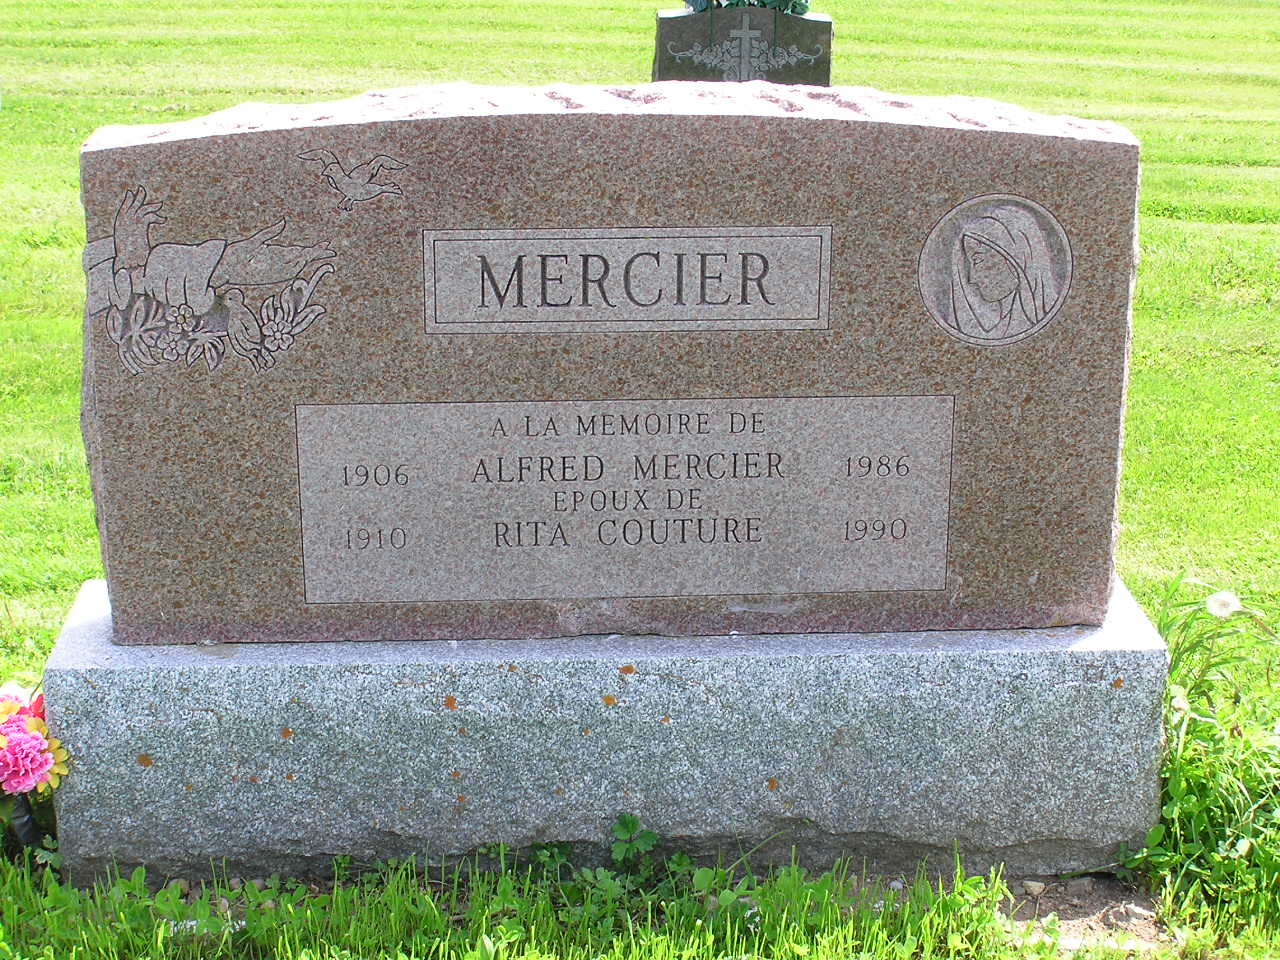 MERCIER
A LA MEMOIRE DE
1906 ALFRED MERCIER 1986
EPOUX DE
1910 RITA COUTURE 1990